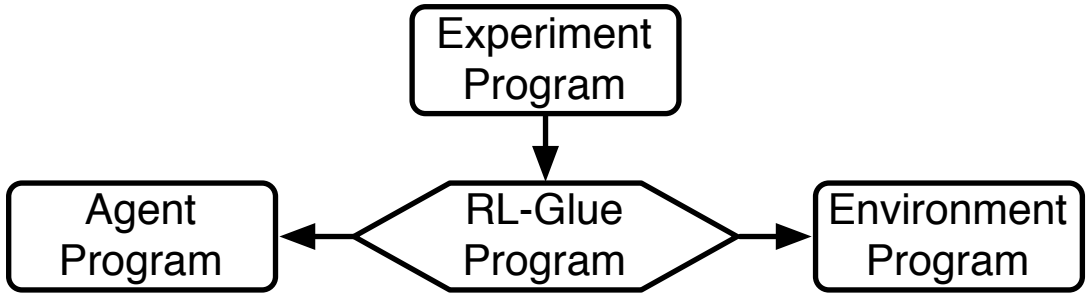 Experiment
Program
Agent
Program
RL-Glue
Program
Environment
Program